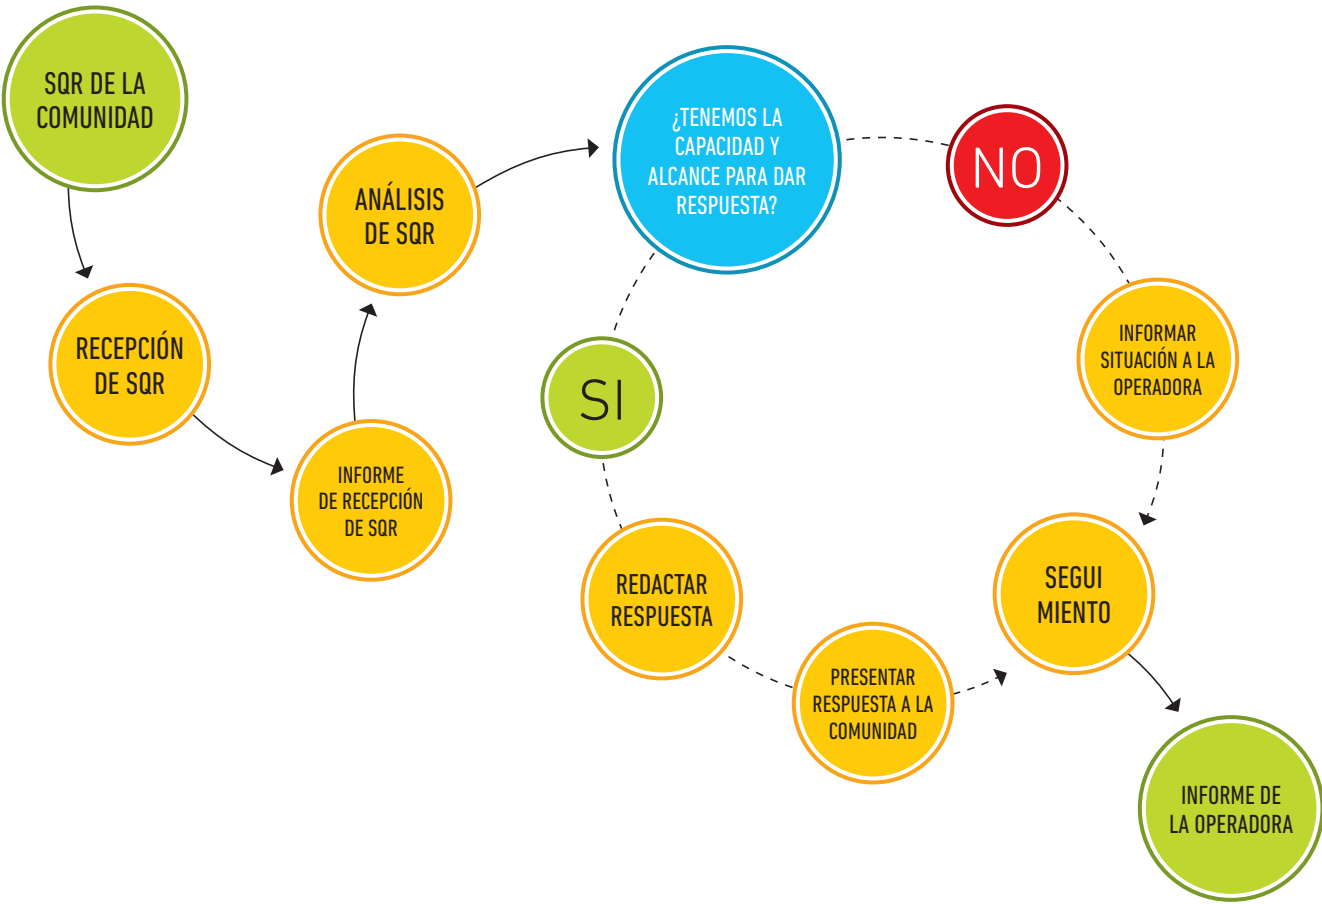 SQR DE LA
COMUNIDAD
RECEPCIÓN
DE SQR
INFORME
DE RECEPCIÓN
DE SQR
ANÁLISIS
DE SQR
¿TENEMOS LA
CAPACIDAD Y
ALCANCE PARA DAR
RESPUESTA?
NO
INFORMAR
SITUACIÓN A LA
OPERADORA
SI
REDACTAR
RESPUESTA
PRESENTAR
RESPUESTA A LA
COMUNIDAD
SEGUI
MIENTO
INFORME DE
LA OPERADORA